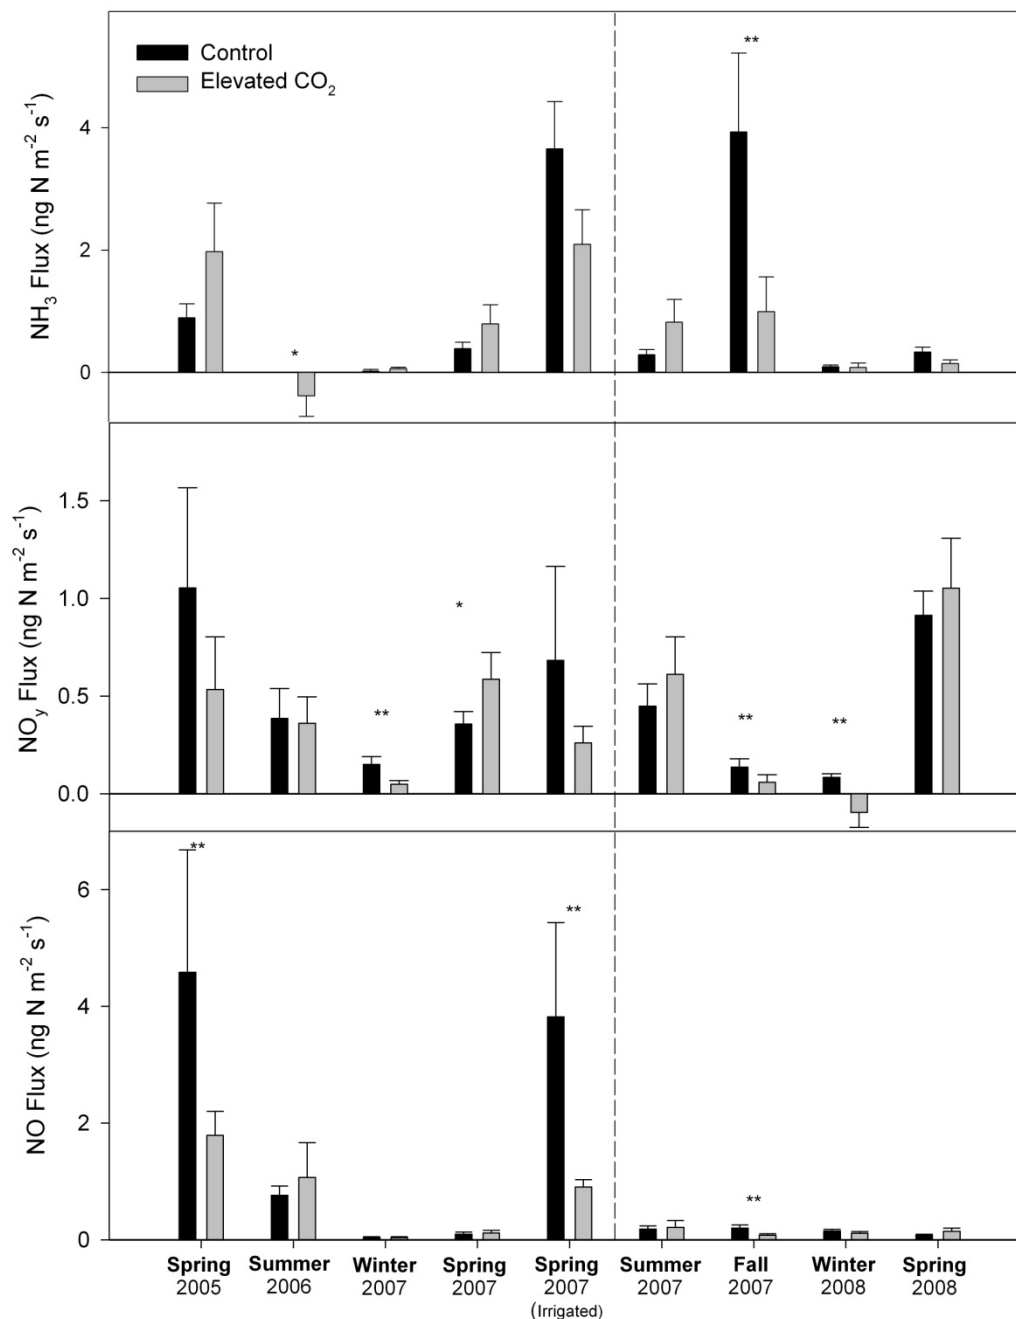 Control
Elevated CO₂
NH₃ Flux (ng N m⁻² s⁻¹)
4
2
0
**
*
NOy Flux (ng N m⁻² s⁻¹)
1.5
1.0
0.5
0.0
*
**
**
**
NO Flux (ng N m⁻² s⁻¹)
6
4
2
0
**
**
**
Spring Summer Winter Spring Spring Summer Fall Winter Spring
2005 2006 2007 2007 2007 2007 2007 2008 2008
(Irrigated)